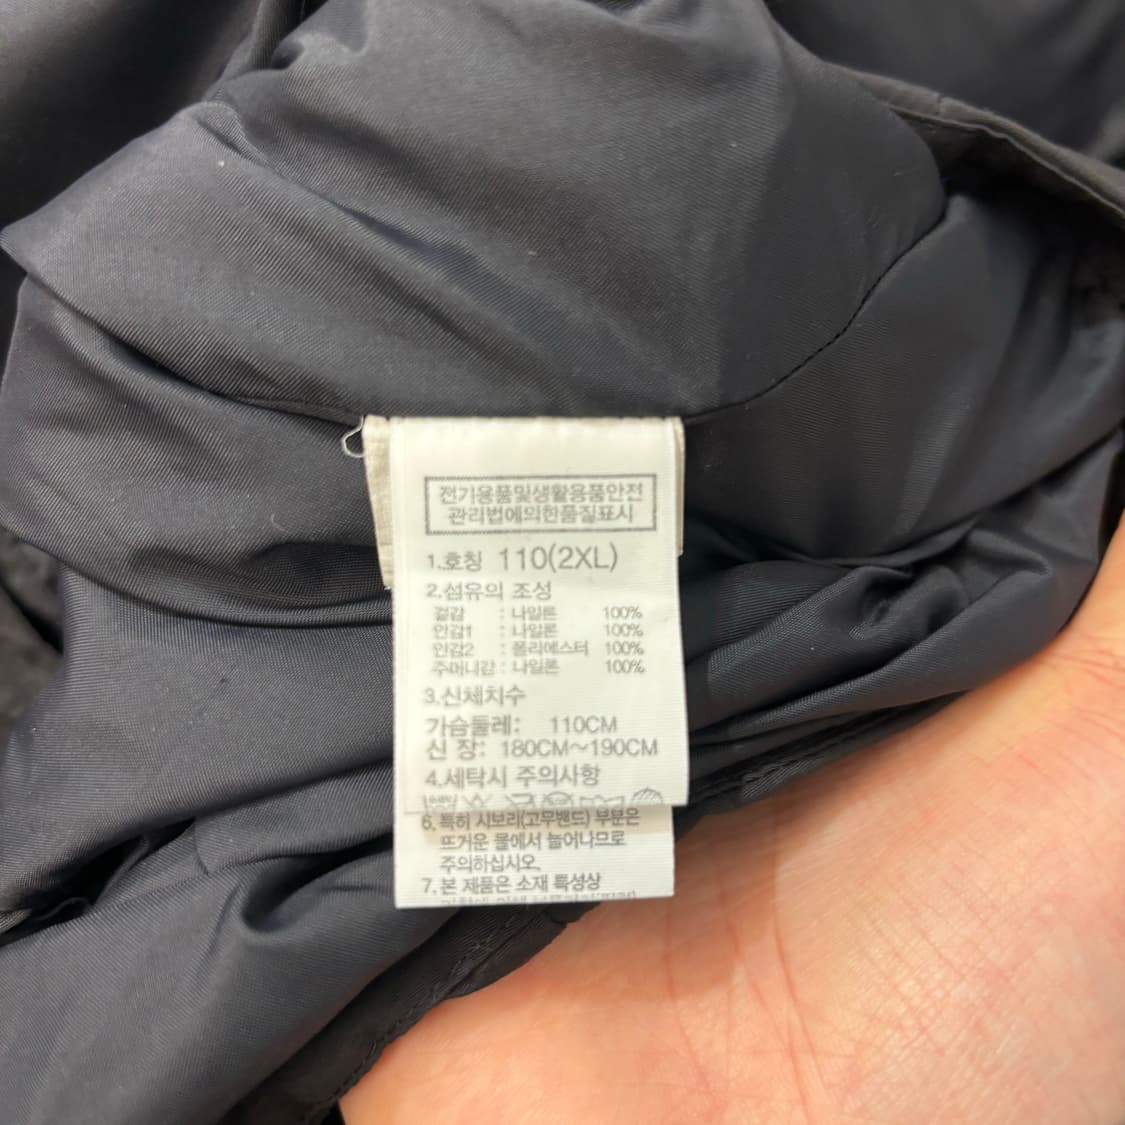 전기용품및생활용품안전
관리법에의한품질표시
1.호칭 110(2XL)
2.섬유의 조성
겉감 : 나일론 100%
안감1 : 나일론 100%
안감2 : 폴리에스터 100%
주머니감 : 나일론 100%
3.신체치수
가슴둘레: 110CM
신 장: 180CM~190CM
4.세탁시 주의사항
6. 특히 시보리(고무밴드) 부분은
뜨거운 물에서 늘어나므로
주의하십시오.
7. 본 제품은 소재 특성상